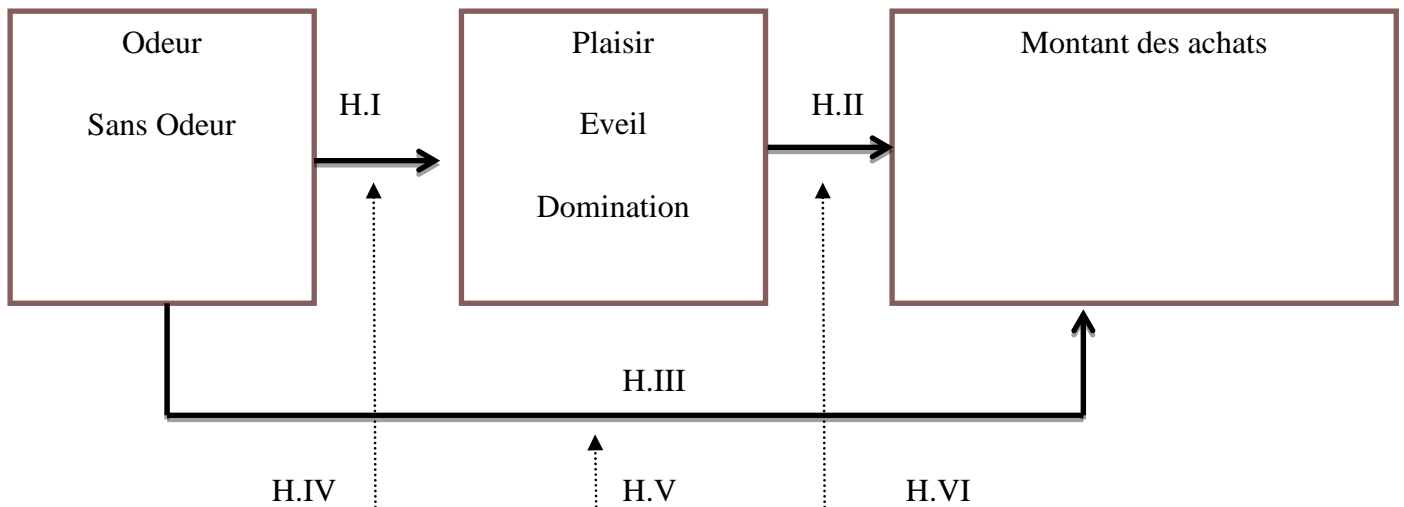 Odeur
Sans Odeur
H.I
Plaisir
Eveil
Domination
H.II
Montant des achats
H.III
H.IV
H.V
H.VI